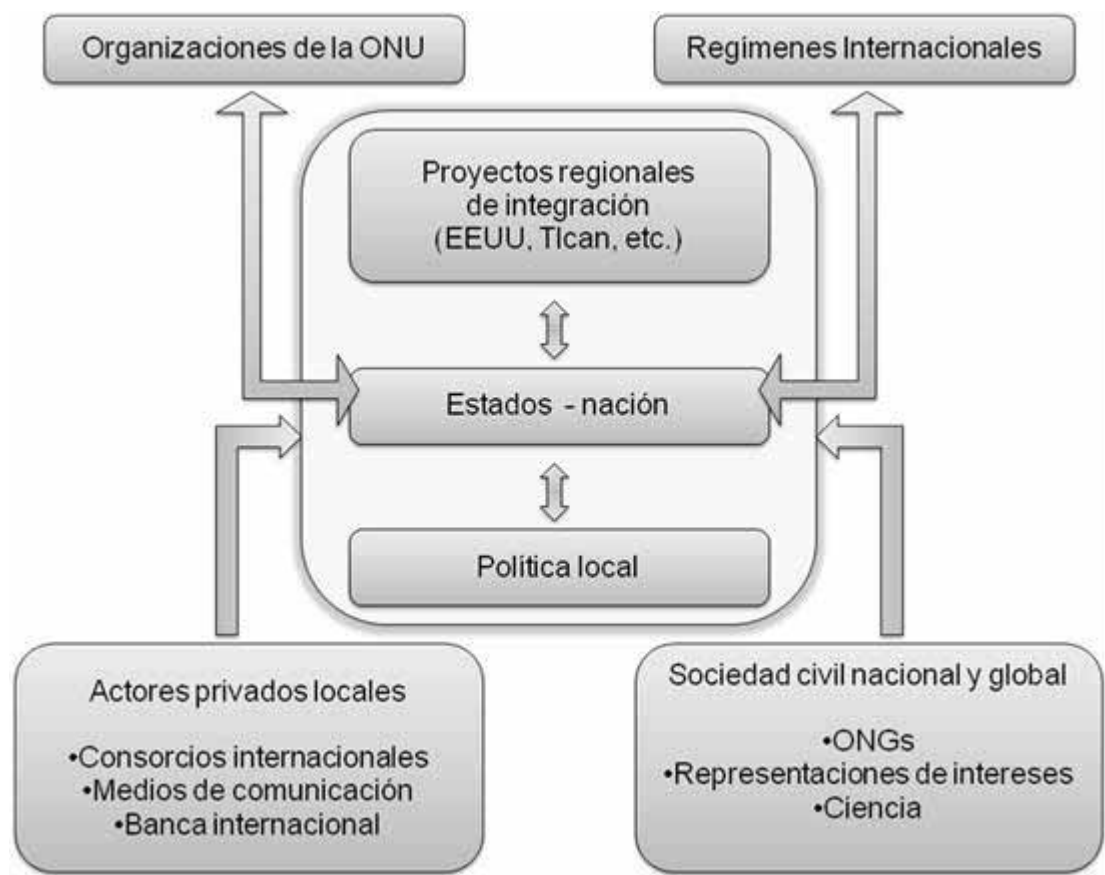 Organizaciones de la ONU
Regímenes Internacionales
Proyectos regionales
de integración
(EEUU, Tlcan, etc.)
Estados - nación
Política local
Actores privados locales
•Consorcios internacionales
•Medios de comunicación
•Banca internacional
Sociedad civil nacional y global
•ONGs
•Representaciones de intereses
•Ciencia